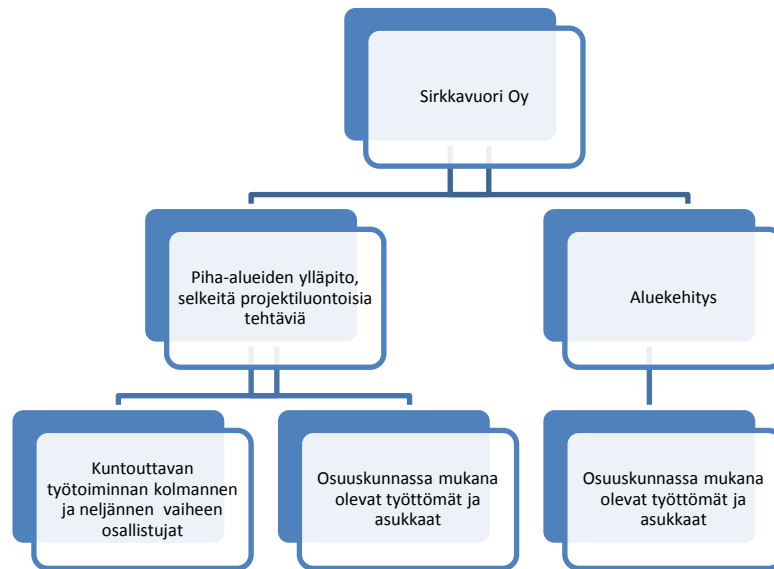 Sirkkavuori Oy
Piha-alueiden ylläpito,
selkeitä projektiluontoisia
tehtäviä
Aluekehitys
Kuntouttavan
työtoiminnan kolmannen
ja neljännen vaiheen
osallistujat
Osuuskunnassa mukana
olevat työttömät ja
asukkaat
Osuuskunnassa mukana
olevat työttömät ja
asukkaat